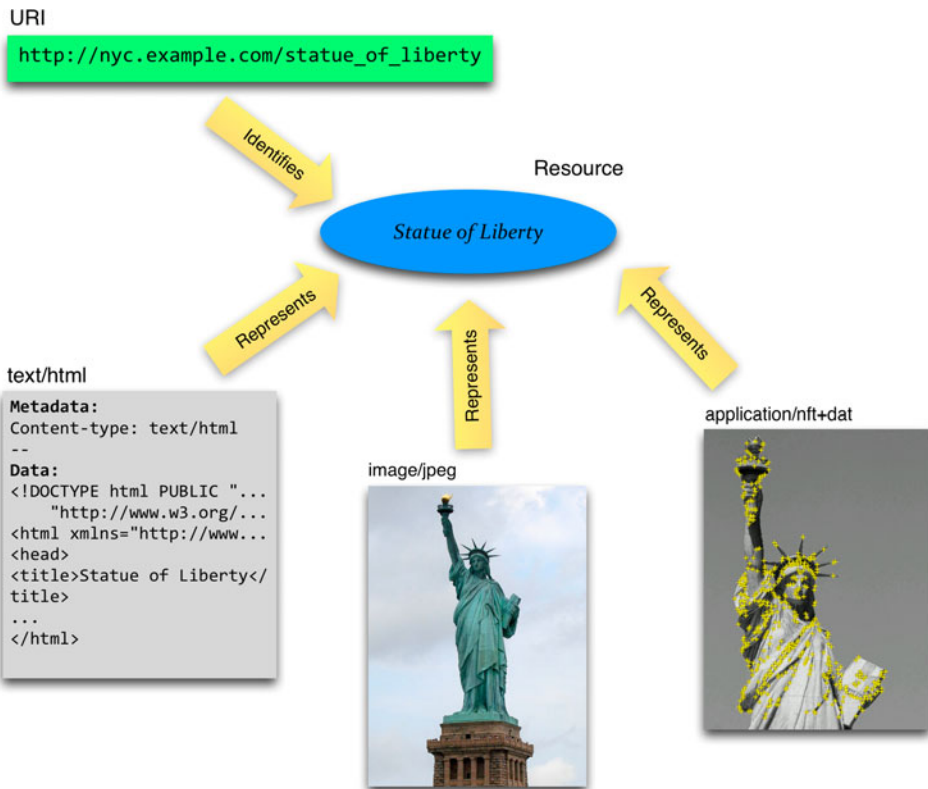 URI
http://nyc.example.com/statue_of_liberty
Identifies
Resource
Statue of Liberty
Represents
Represents
Represents
text/html
Metadata:
Content-type: text/html
--
Data:
<!DOCTYPE html PUBLIC "...
"http://www.w3.org/...
<html xmlns="http://www...
<head>
<title>Statue of Liberty</
title>
...
</html>
image/jpeg
application/nft+dat